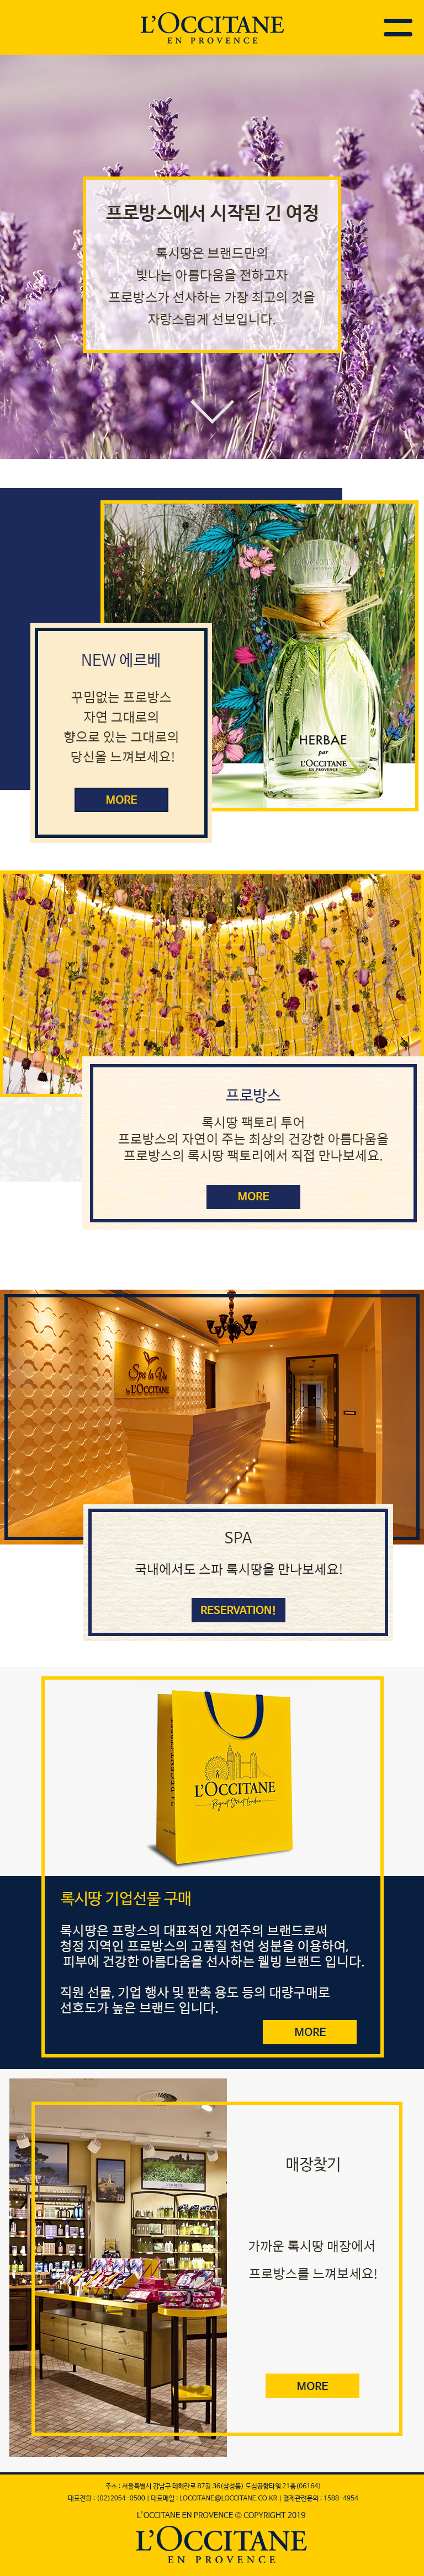 L'OCCITANE
EN PROVENCE
프로방스에서 시작된 긴 여정
록시땅은 브랜드만의
빛나는 아름다움을 전하고자
프로방스가 선사하는 가장 최고의 것을
자랑스럽게 선보입니다.
NEW 에르베
꾸밈없는 프로방스
자연 그대로의
향으로 있는 그대로의
당신을 느껴보세요!
MORE
HERBAE
par
L'OCCITANE
EN PROVENCE
프로방스
록시땅 팩토리 투어
프로방스의 자연이 주는 최상의 건강한 아름다움을
프로방스의 록시땅 팩토리에서 직접 만나보세요.
MORE
Spa la Vie
by L'OCCITANE
SPA
국내에서도 스파 록시땅을 만나보세요!
RESERVATION!
L'OCCITANE
Regent Street London
록시땅 기업선물 구매
록시땅은 프랑스의 대표적인 자연주의 브랜드로써
청정 지역인 프로방스의 고품질 천연 성분을 이용하여,
피부에 건강한 아름다움을 선사하는 웰빙 브랜드 입니다.
직원 선물, 기업 행사 및 판촉 용도 등의 대량구매로
선호도가 높은 브랜드 입니다.
MORE
매장찾기
가까운 록시땅 매장에서
프로방스를 느껴보세요!
MORE
주소 : 서울특별시 강남구 테헤란로 87길 36(삼성동) 도심공항타워 21층(06164)
대표전화 : (02)2054-0500 | 대표메일 : LOCCITANE@LOCCITANE.CO.KR | 결제관련문의 : 1588-4954
L'OCCITANE EN PROVENCE © COPYRIGHT 2019
L'OCCITANE
EN PROVENCE